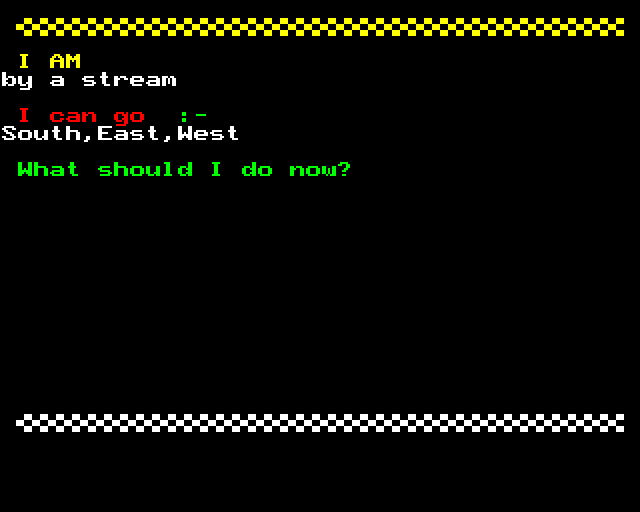 I AM
by a stream
I can go :-
South,East,West
What should I do now?